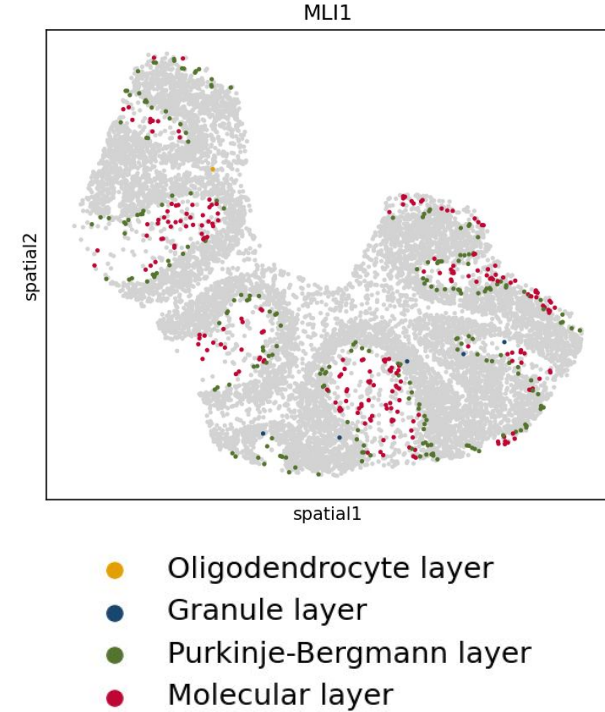 MLI1
spatial2
spatial1
Oligodendrocyte layer
Granule layer
Purkinje-Bergmann layer
Molecular layer